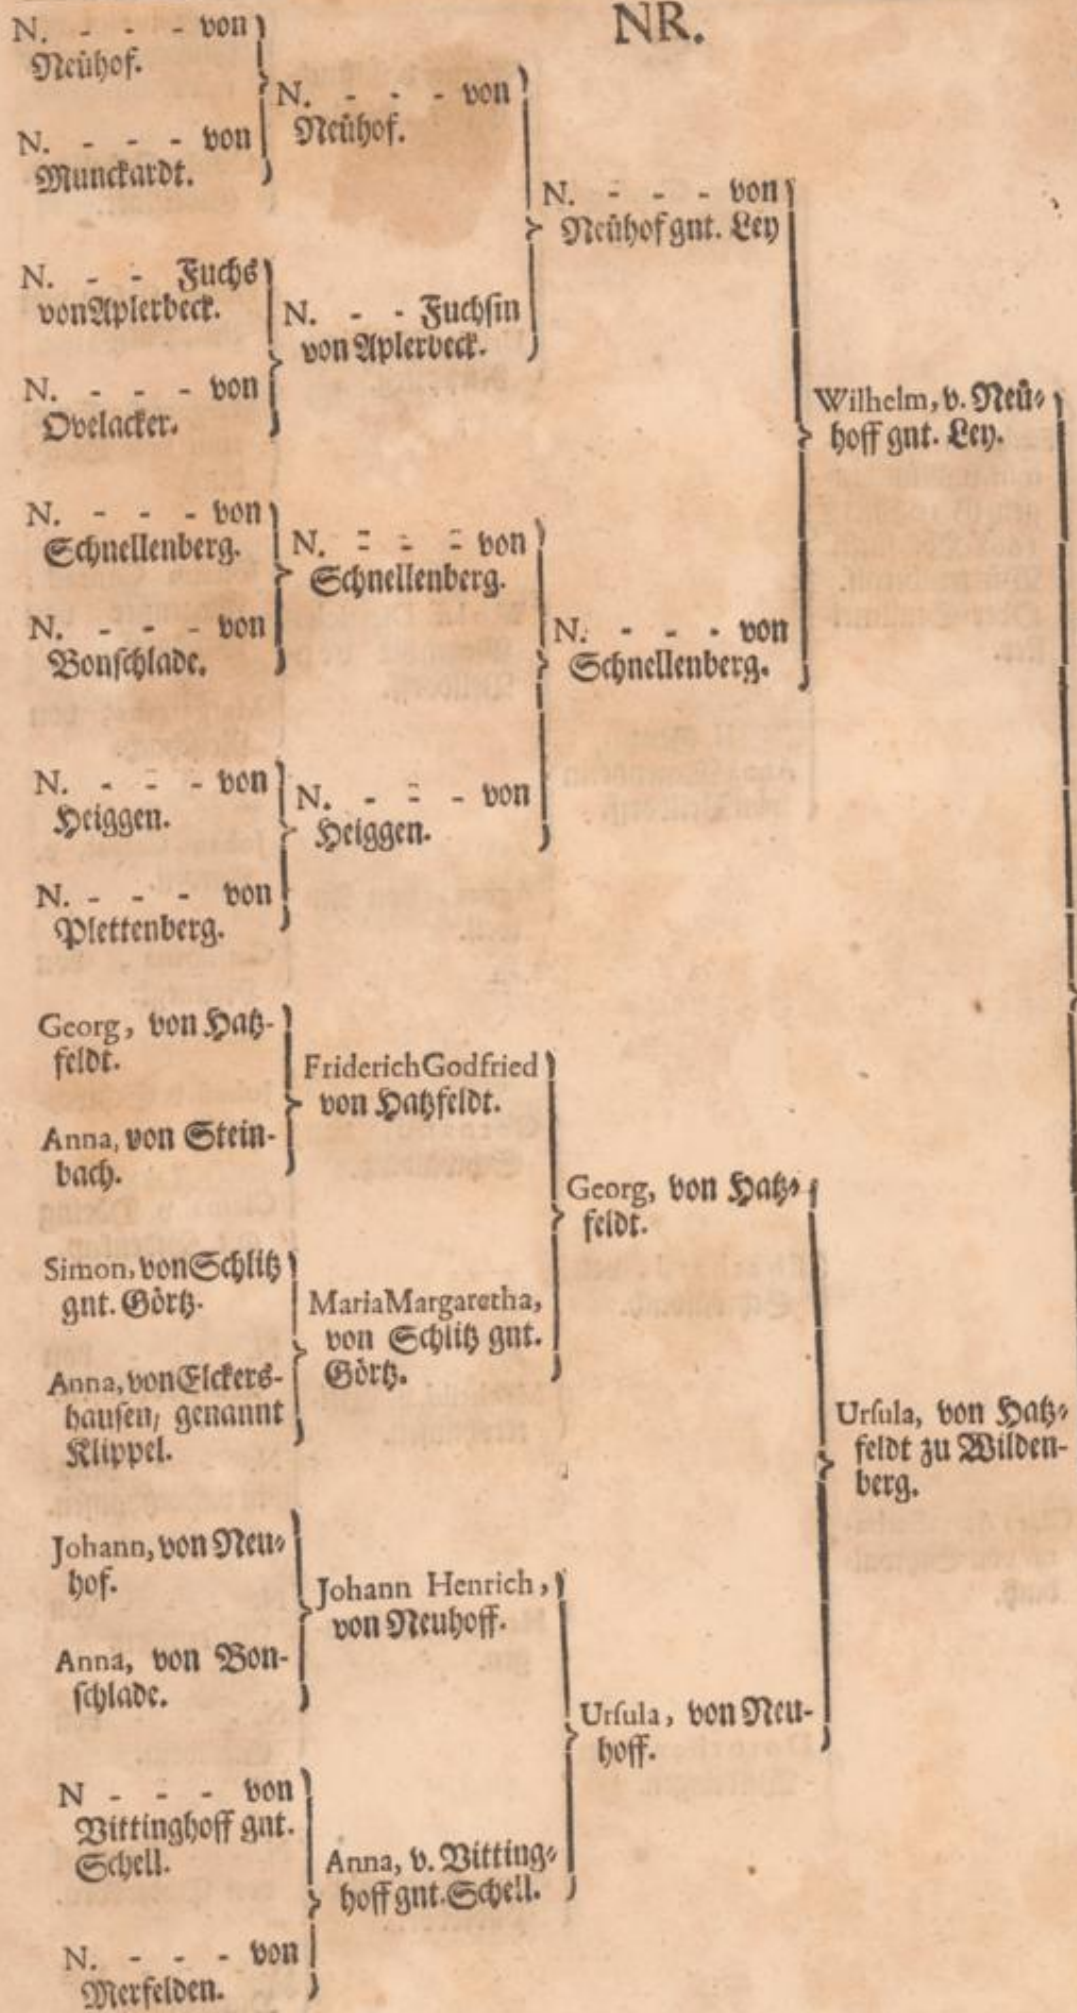 NR.
N. - - - von
Neühof.
N. - - - von
Munckardt.
N. - - Fuchs
von Aplerbeck.
N. - - - von
Ovelacker.
N. - - - von
Schnellenberg.
N. - - - von
Bonschlade.
N. - - - von
Heiggen.
N. - - - von
Plettenberg.
Georg, von Hatz-
feldt.
Anna, von Stein-
bach.
Simon, von Schlitz
gnt. Görtz.
Anna, von Elckers-
hausen, genannt
Klippel.
Johann, von Neu-
hof.
Anna, von Bon-
schlade.
N - - - von
Vittinghoff gnt.
Schell.
N. - - - von
Merfelden.
N. - - - von
Neühof.
N. - - Fuchsin
von Aplerbeck.
N. - - - von
Schnellenberg.
N. - - - von
Heiggen.
Friderich Godfried
von Hatzfeldt.
Maria Margaretha,
von Schlitz gnt.
Görtz.
Johann Henrich,
von Neuhoff.
Anna, v. Vitting-
hoff gnt. Schell.
N. - - - von
Neühof gnt. Ley
N. - - - von
Schnellenberg.
Georg, von Hatz-
feldt.
Ursula, von Neu-
hoff.
Wilhelm, v. Neü-
hoff gnt. Ley.
Ursula, von Hatz-
feldt zu Wilden-
berg.